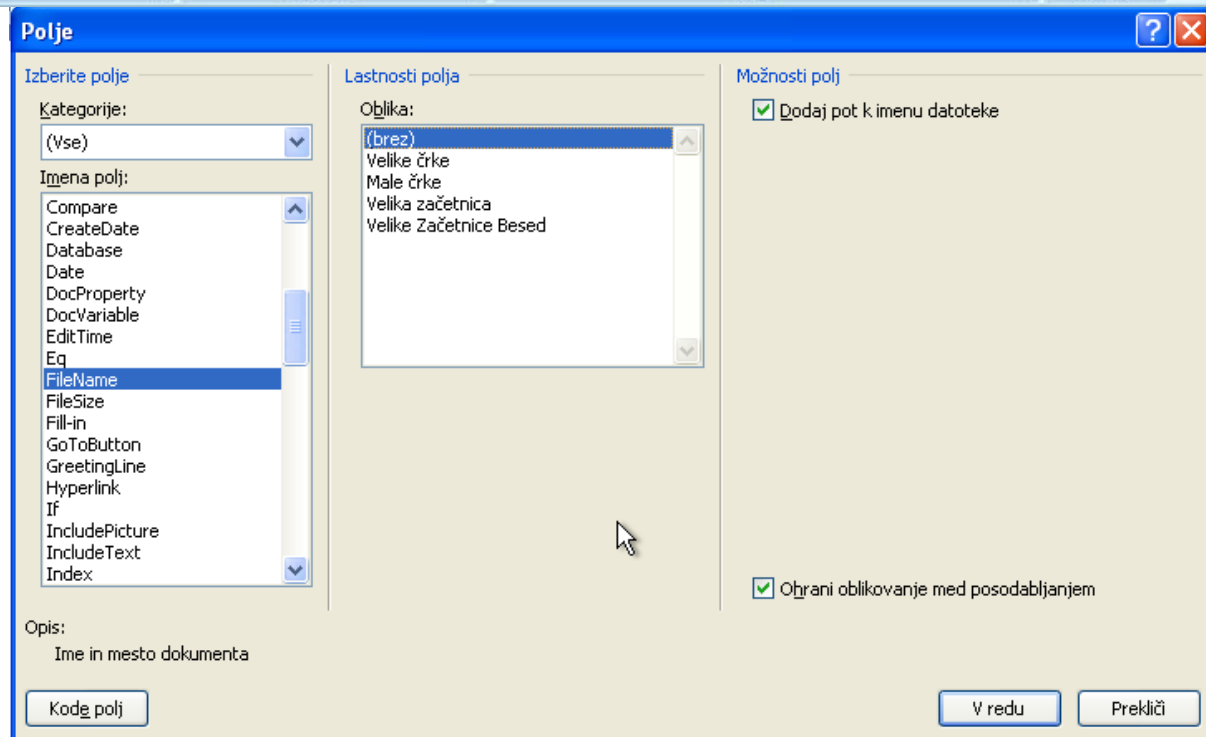 Polje
Izberite polje
Kategorije:
(Vse)
Imena polj:
Compare
CreateDate
Database
Date
DocProperty
DocVariable
EditTime
Eq
FileName
FileSize
Fill-in
GoToButton
GreetingLine
Hyperlink
If
IncludePicture
IncludeText
Index
Lastnosti polja
Oblika:
(brez)
Velike črke
Male črke
Velika začetnica
Velike Začetnice Besed
Možnosti polj
Dodaj pot k imenu datoteke
Ohrani oblikovanje med posodabljanjem
Opis:
Ime in mesto dokumenta
Kode polj
V redu
Prekliči